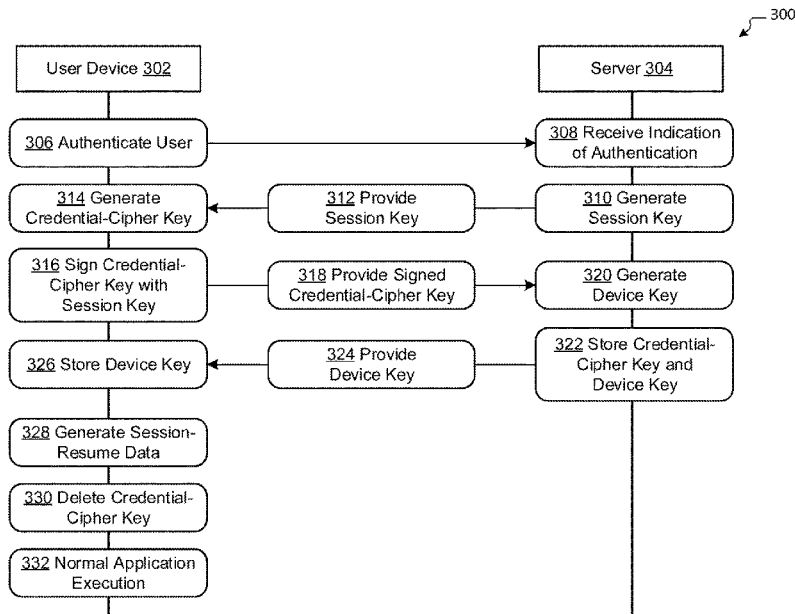 300
User Device 302
Server 304
306 Authenticate User
308 Receive Indication
of Authentication
314 Generate
Credential-Cipher Key
312 Provide
Session Key
310 Generate
Session Key
316 Sign Credential-
Cipher Key with
Session Key
318 Provide Signed
Credential-Cipher Key
320 Generate
Device Key
326 Store Device Key
324 Provide
Device Key
322 Store Credential-
Cipher Key and
Device Key
328 Generate Session-
Resume Data
330 Delete Credential-
Cipher Key
332 Normal Application
Execution